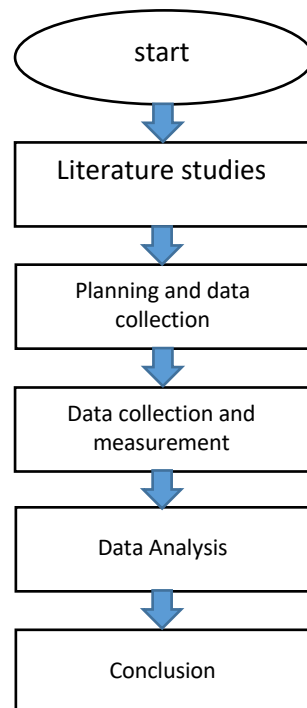 start
Literature studies
Planning and data
collection
Data collection and
measurement
Data Analysis
Conclusion